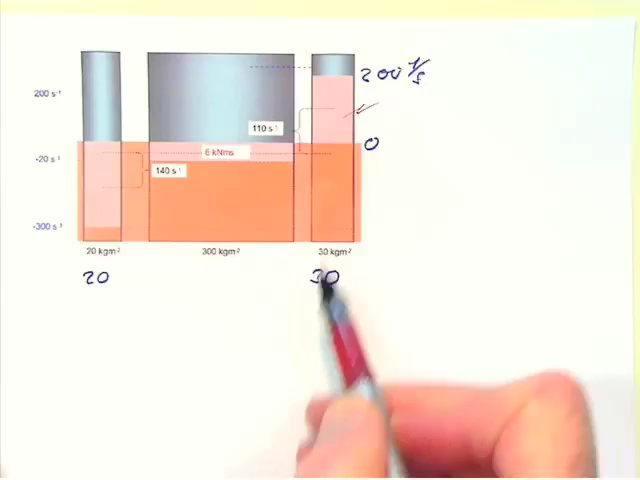 200 1/s
200 s-1
110 s-1
0
-20 s-1
6 kNms
140 s-1
-300 s-1
20 kgm²
300 kgm²
30 kgm²
20
30